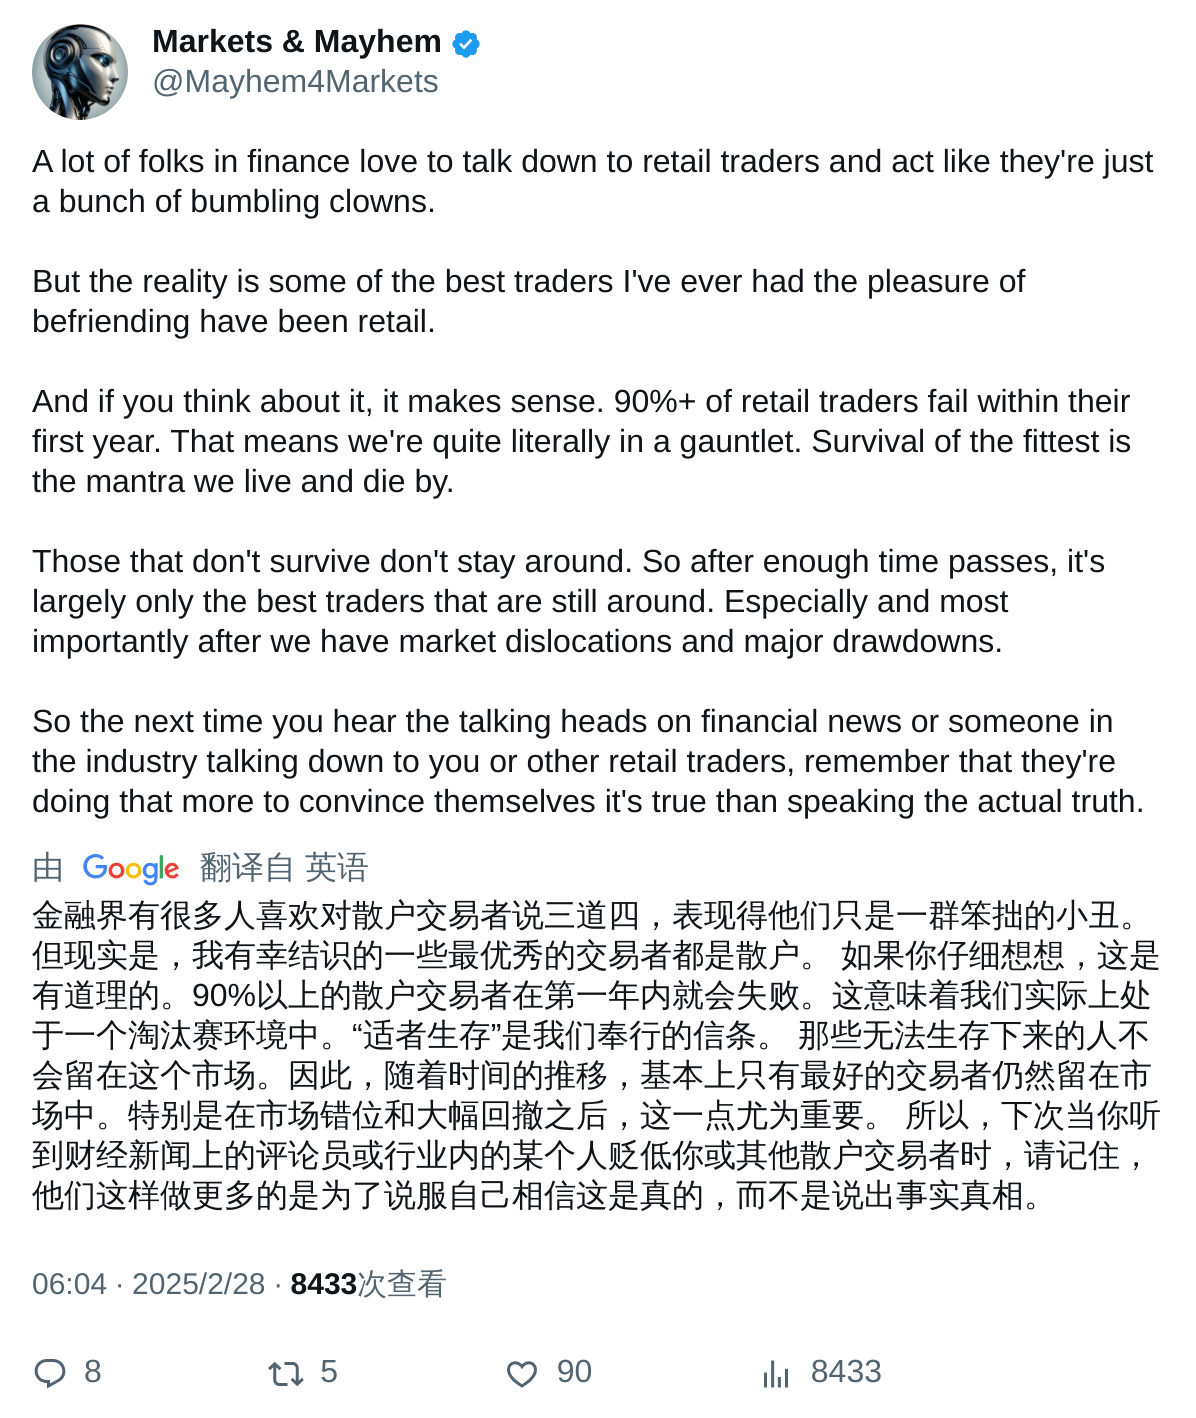 Markets & Mayhem
@Mayhem4Markets
A lot of folks in finance love to talk down to retail traders and act like they're just
a bunch of bumbling clowns.
But the reality is some of the best traders I've ever had the pleasure of
befriending have been retail.
And if you think about it, it makes sense. 90%+ of retail traders fail within their
first year. That means we're quite literally in a gauntlet. Survival of the fittest is
the mantra we live and die by.
Those that don't survive don't stay around. So after enough time passes, it's
largely only the best traders that are still around. Especially and most
importantly after we have market dislocations and major drawdowns.
So the next time you hear the talking heads on financial news or someone in
the industry talking down to you or other retail traders, remember that they're
doing that more to convince themselves it's true than speaking the actual truth.
由 Google 翻译自 英语
金融界有很多人喜欢对散户交易者说三道四，表现得他们只是一群笨拙的小丑。
但现实是，我有幸结识的一些最优秀的交易者都是散户。 如果你仔细想想，这是
有道理的。90%以上的散户交易者在第一年内就会失败。这意味着我们实际上处
于一个淘汰赛环境中。“适者生存”是我们奉行的信条。 那些无法生存下来的人不
会留在这个市场。因此，随着时间的推移，基本上只有最好的交易者仍然留在市
场中。特别是在市场错位和大幅回撤之后，这一点尤为重要。 所以，下次当你听
到财经新闻上的评论员或行业内的某个人贬低你或其他散户交易者时，请记住，
他们这样做更多的是为了说服自己相信这是真的，而不是说出事实真相。
06:04 · 2025/2/28 · 8433次查看
8 5 90 8433